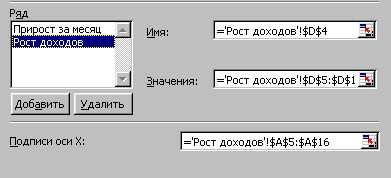 Ряд
Прирост за месяц
Рост доходов
Имя:
='Рост доходов'!$D$4
Значения:
='Рост доходов'!$D$5:$D$1
Добавить
Удалить
Подписи оси X:
='Рост доходов'!$A$5:$A$16